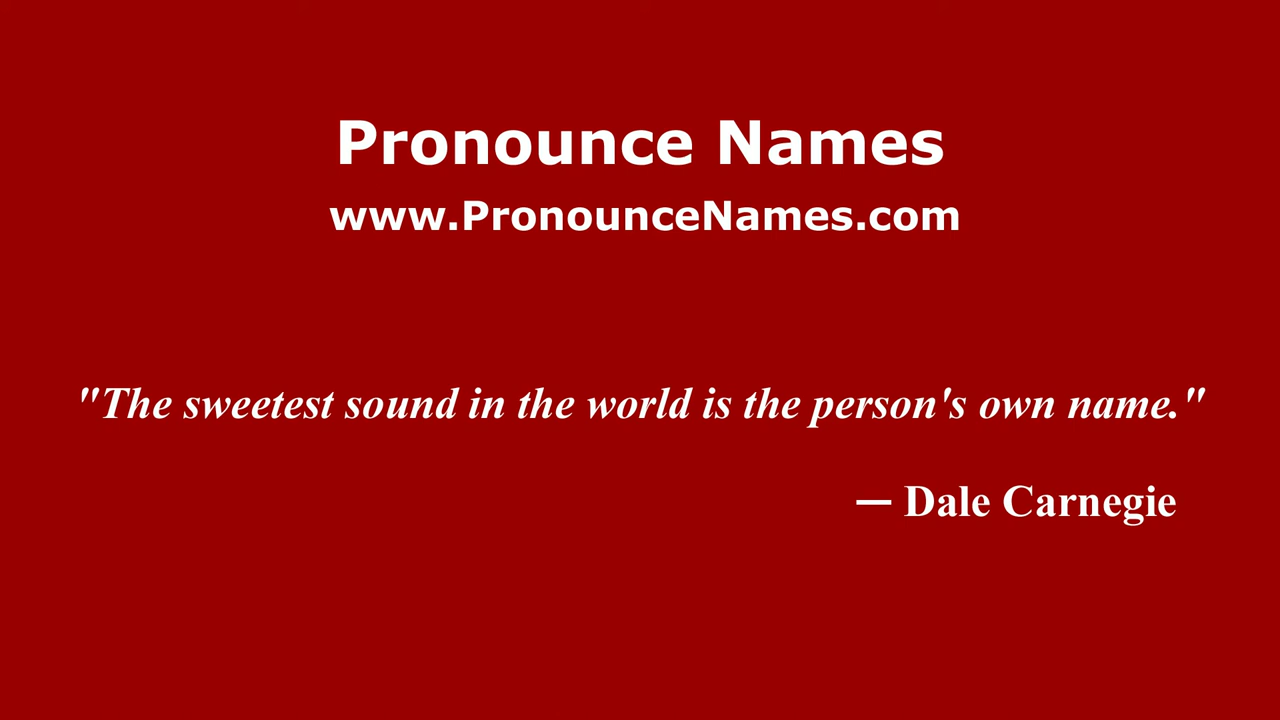 Pronounce Names
www.PronounceNames.com
"The sweetest sound in the world is the person's own name."
— Dale Carnegie